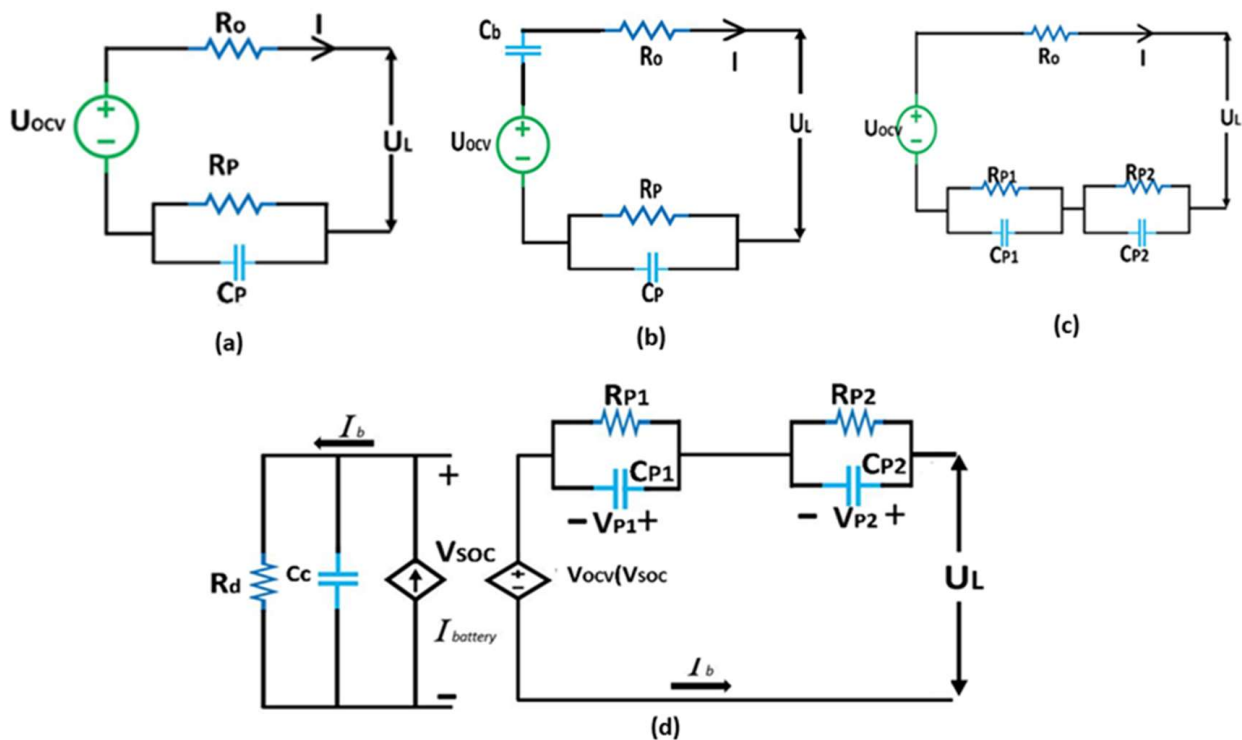 Ro
I
UOCV
UL
RP
CP
(a)
Cb
Ro
I
UOCV
UL
RP
CP
(b)
Ro
I
UOCV
UL
RP1
RP2
CP1
CP2
(c)
Ib
+
Rd
Cc
VSOC
Ibattery
−
RP1
CP1
− VP1 +
RP2
CP2
− VP2 +
VOCV(VSOC
UL
Ib
(d)